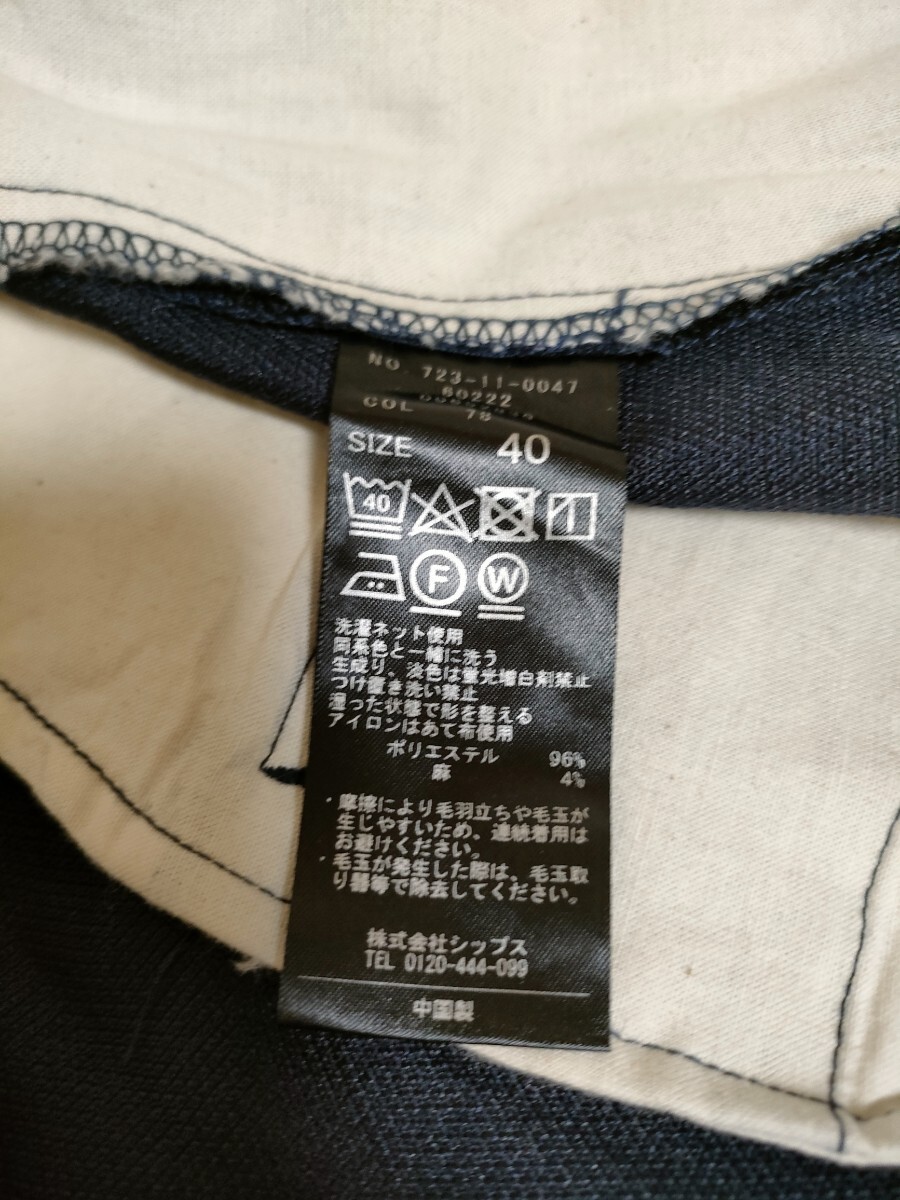 NO. 723-11-0047
80222
COL 78
SIZE 40
40
F W
洗濯ネット使用
同系色と一緒に洗う
生成り、淡色は蛍光増白剤禁止
つけ置き洗い禁止
湿った状態で形を整える
アイロンはあて布使用
ポリエステル 96%
麻 4%
・摩擦により毛羽立ちや毛玉が
生じやすいため、連続着用は
お避けください。
・毛玉が発生した際は、毛玉取
り器等で除去してください。
株式会社シップス
TEL 0120-444-099
中国製